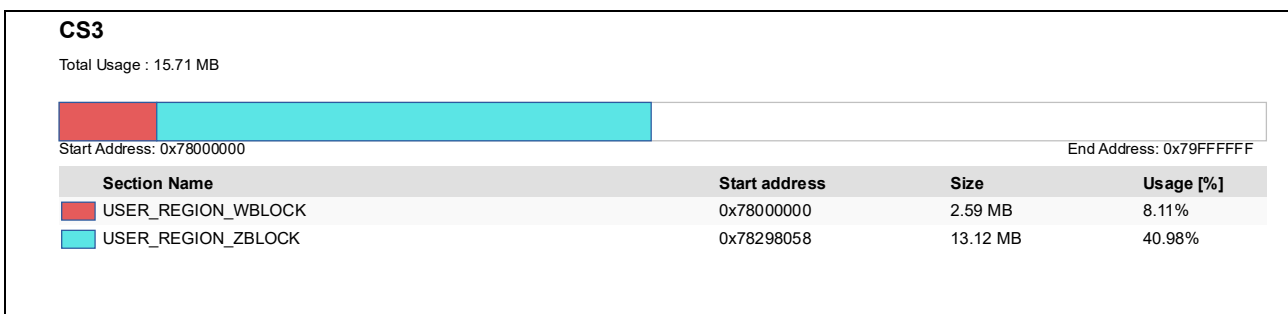 CS3
Total Usage : 15.71 MB
Start Address: 0x78000000 End Address: 0x79FFFFFF
Section Name Start address Size Usage [%]
USER_REGION_WBLOCK 0x78000000 2.59 MB 8.11%
USER_REGION_ZBLOCK 0x78298058 13.12 MB 40.98%